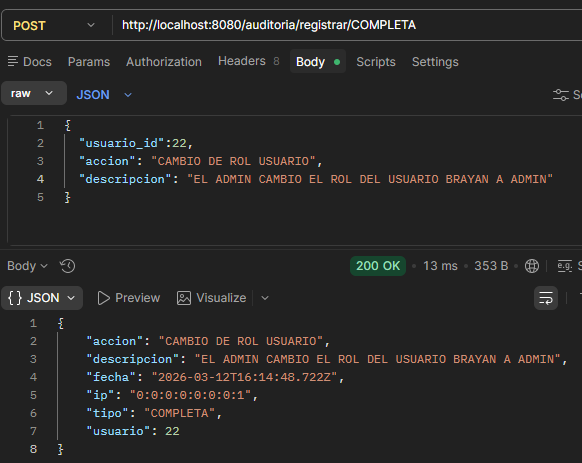 POST http://localhost:8080/auditoria/registrar/COMPLETA
Docs Params Authorization Headers 8 Body Scripts Settings
raw JSON
1 {
2 "usuario_id":22,
3 "accion": "CAMBIO DE ROL USUARIO",
4 "descripcion": "EL ADMIN CAMBIO EL ROL DEL USUARIO BRAYAN A ADMIN"
5 }
Body 200 OK • 13 ms • 353 B e.g.
{} JSON Preview Visualize
1 {
2 "accion": "CAMBIO DE ROL USUARIO",
3 "descripcion": "EL ADMIN CAMBIO EL ROL DEL USUARIO BRAYAN A ADMIN",
4 "fecha": "2026-03-12T16:14:48.722Z",
5 "ip": "0:0:0:0:0:0:0:1",
6 "tipo": "COMPLETA",
7 "usuario": 22
8 }